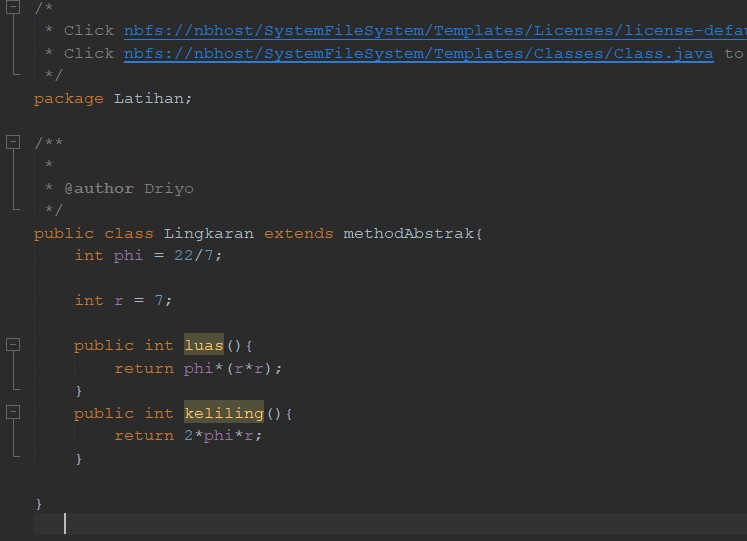 /*
 * Click nbfs://nbhost/SystemFileSystem/Templates/Licenses/license-defau
 * Click nbfs://nbhost/SystemFileSystem/Templates/Classes/Class.java to
 */
package Latihan;
/**
 *
 * @author Driyo
 */
public class Lingkaran extends methodAbstrak{
    int phi = 22/7;
    int r = 7;
    public int luas(){
        return phi*(r*r);
    }
    public int keliling(){
        return 2*phi*r;
    }
}